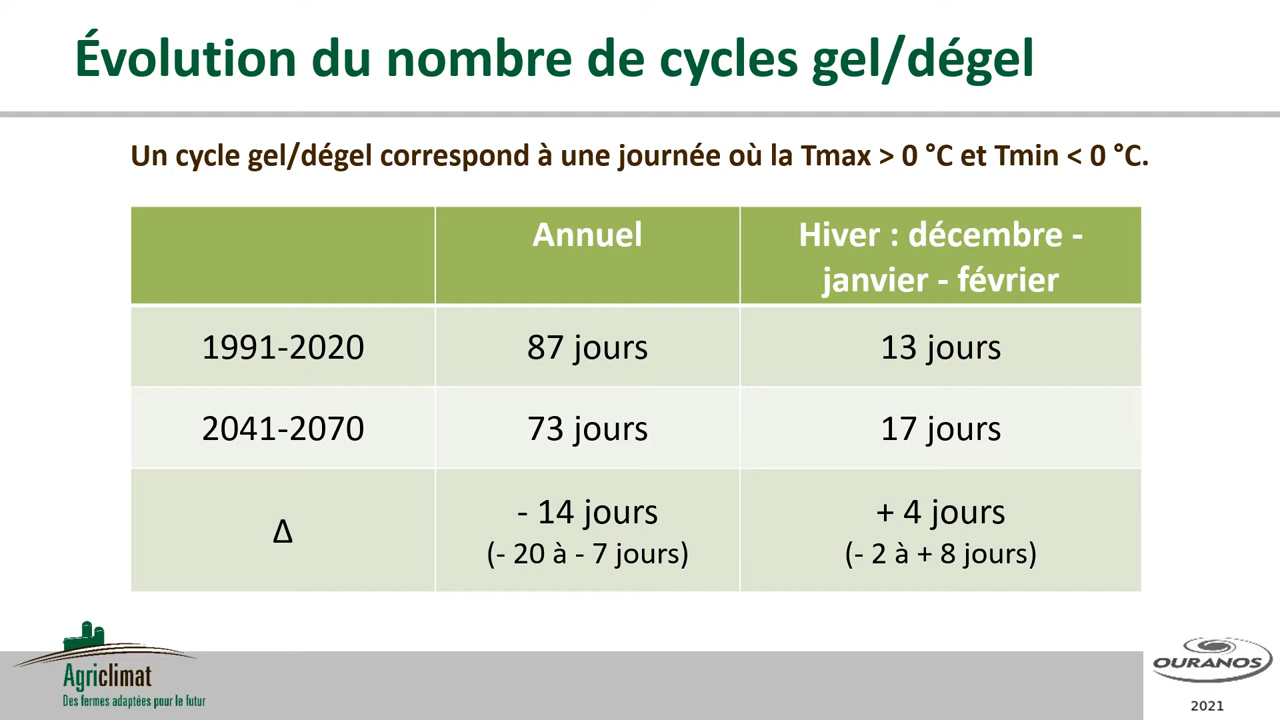 Évolution du nombre de cycles gel/dégel
Un cycle gel/dégel correspond à une journée où la Tmax > 0 °C et Tmin < 0 °C.
Annuel
Hiver : décembre -
janvier - février
1991-2020
87 jours
13 jours
2041-2070
73 jours
17 jours
Δ
- 14 jours
(- 20 à - 7 jours)
+ 4 jours
(- 2 à + 8 jours)
Agriclimat
Des fermes adaptées pour le futur
OURANOS
2021